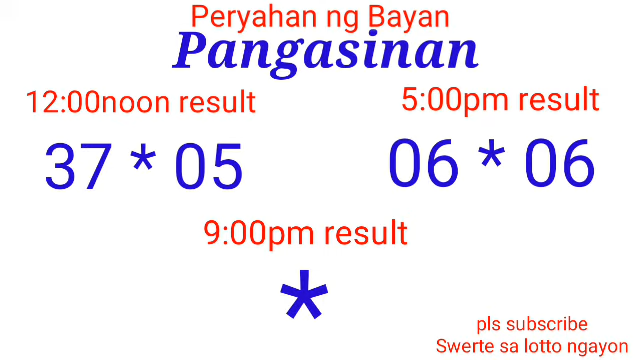 Peryahan ng Bayan
Pangasinan
12:00noon result
5:00pm result
37 * 05
06 * 06
9:00pm result
*
pls subscribe
Swerte sa lotto ngayon